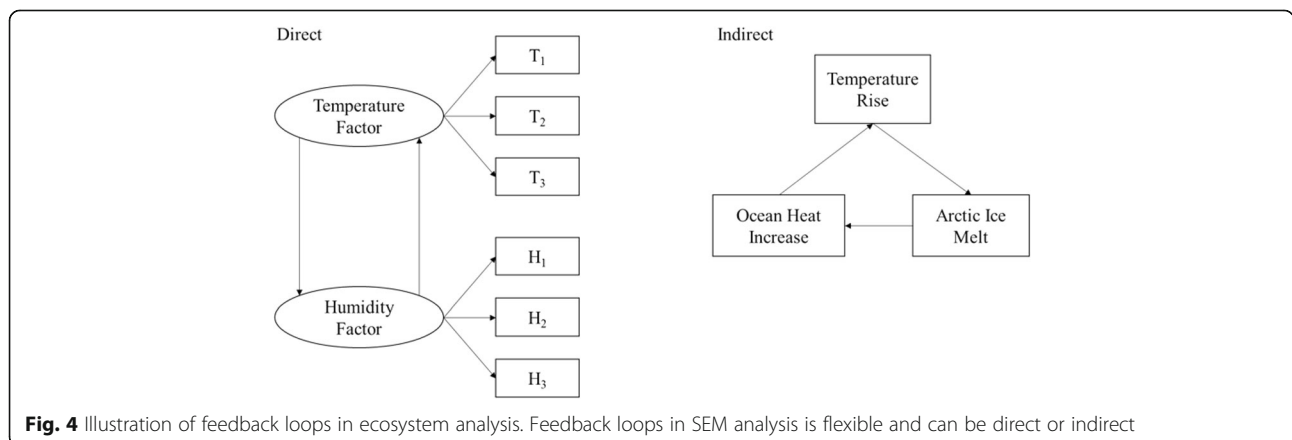 Direct
Temperature
Factor
T₁
T₂
T₃
Humidity
Factor
H₁
H₂
H₃
Indirect
Temperature
Rise
Ocean Heat
Increase
Arctic Ice
Melt
Fig. 4 Illustration of feedback loops in ecosystem analysis. Feedback loops in SEM analysis is flexible and can be direct or indirect